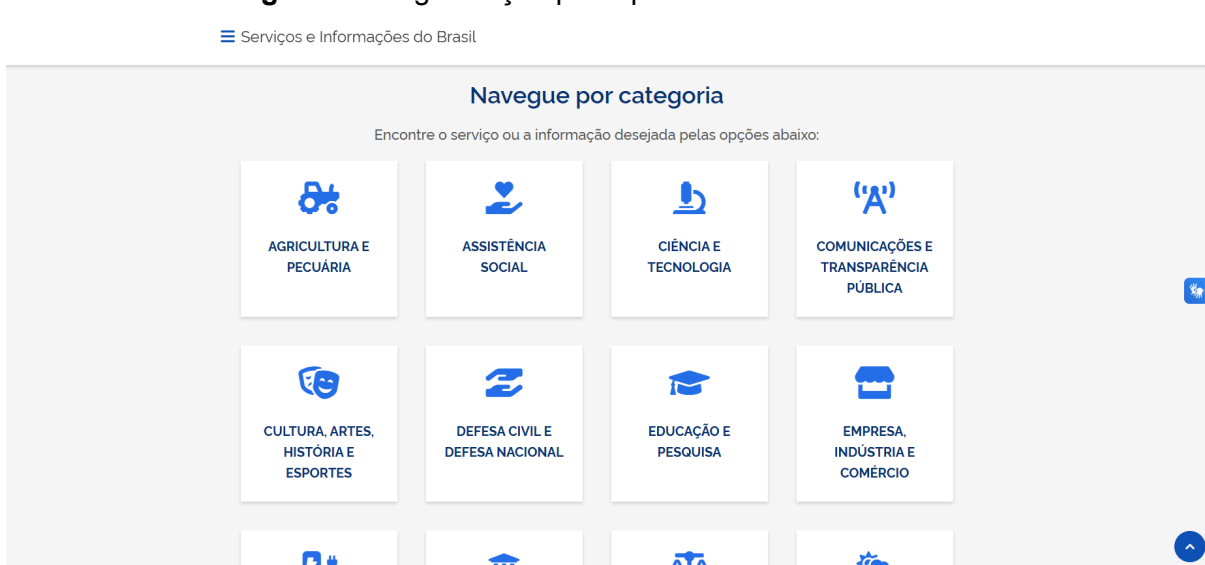 Serviços e Informações do Brasil
Navegue por categoria
Encontre o serviço ou a informação desejada pelas opções abaixo:
AGRICULTURA E
PECUÁRIA
ASSISTÊNCIA
SOCIAL
CIÊNCIA E
TECNOLOGIA
COMUNICAÇÕES E
TRANSPARÊNCIA
PÚBLICA
CULTURA, ARTES,
HISTÓRIA E
ESPORTES
DEFESA CIVIL E
DEFESA NACIONAL
EDUCAÇÃO E
PESQUISA
EMPRESA,
INDÚSTRIA E
COMÉRCIO